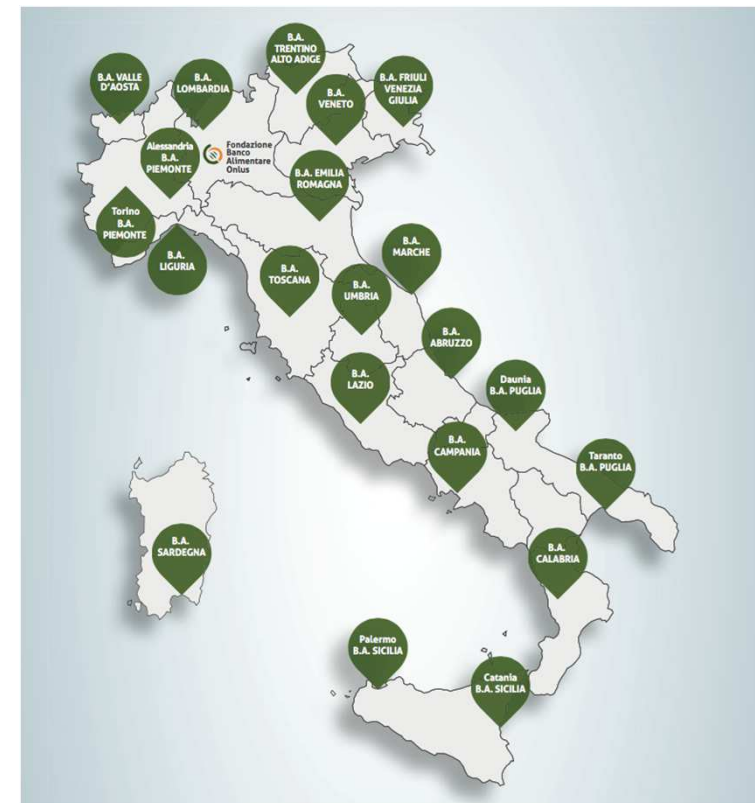 B.A.
TRENTINO
ALTO ADIGE
B.A. VALLE
D'AOSTA
B.A.
LOMBARDIA
B.A. FRIULI
VENEZIA
GIULIA
B.A.
VENETO
Alessandria
B.A.
PIEMONTE
Fondazione
Banco
Alimentare
Onlus
B.A. EMILIA
ROMAGNA
Torino
B.A.
PIEMONTE
B.A.
LIGURIA
B.A.
TOSCANA
B.A.
MARCHE
B.A.
UMBRIA
B.A.
ABRUZZO
B.A.
LAZIO
Daunia
B.A. PUGLIA
B.A.
CAMPANIA
Taranto
B.A. PUGLIA
B.A.
SARDEGNA
B.A.
CALABRIA
Palermo
B.A. SICILIA
Catania
B.A. SICILIA